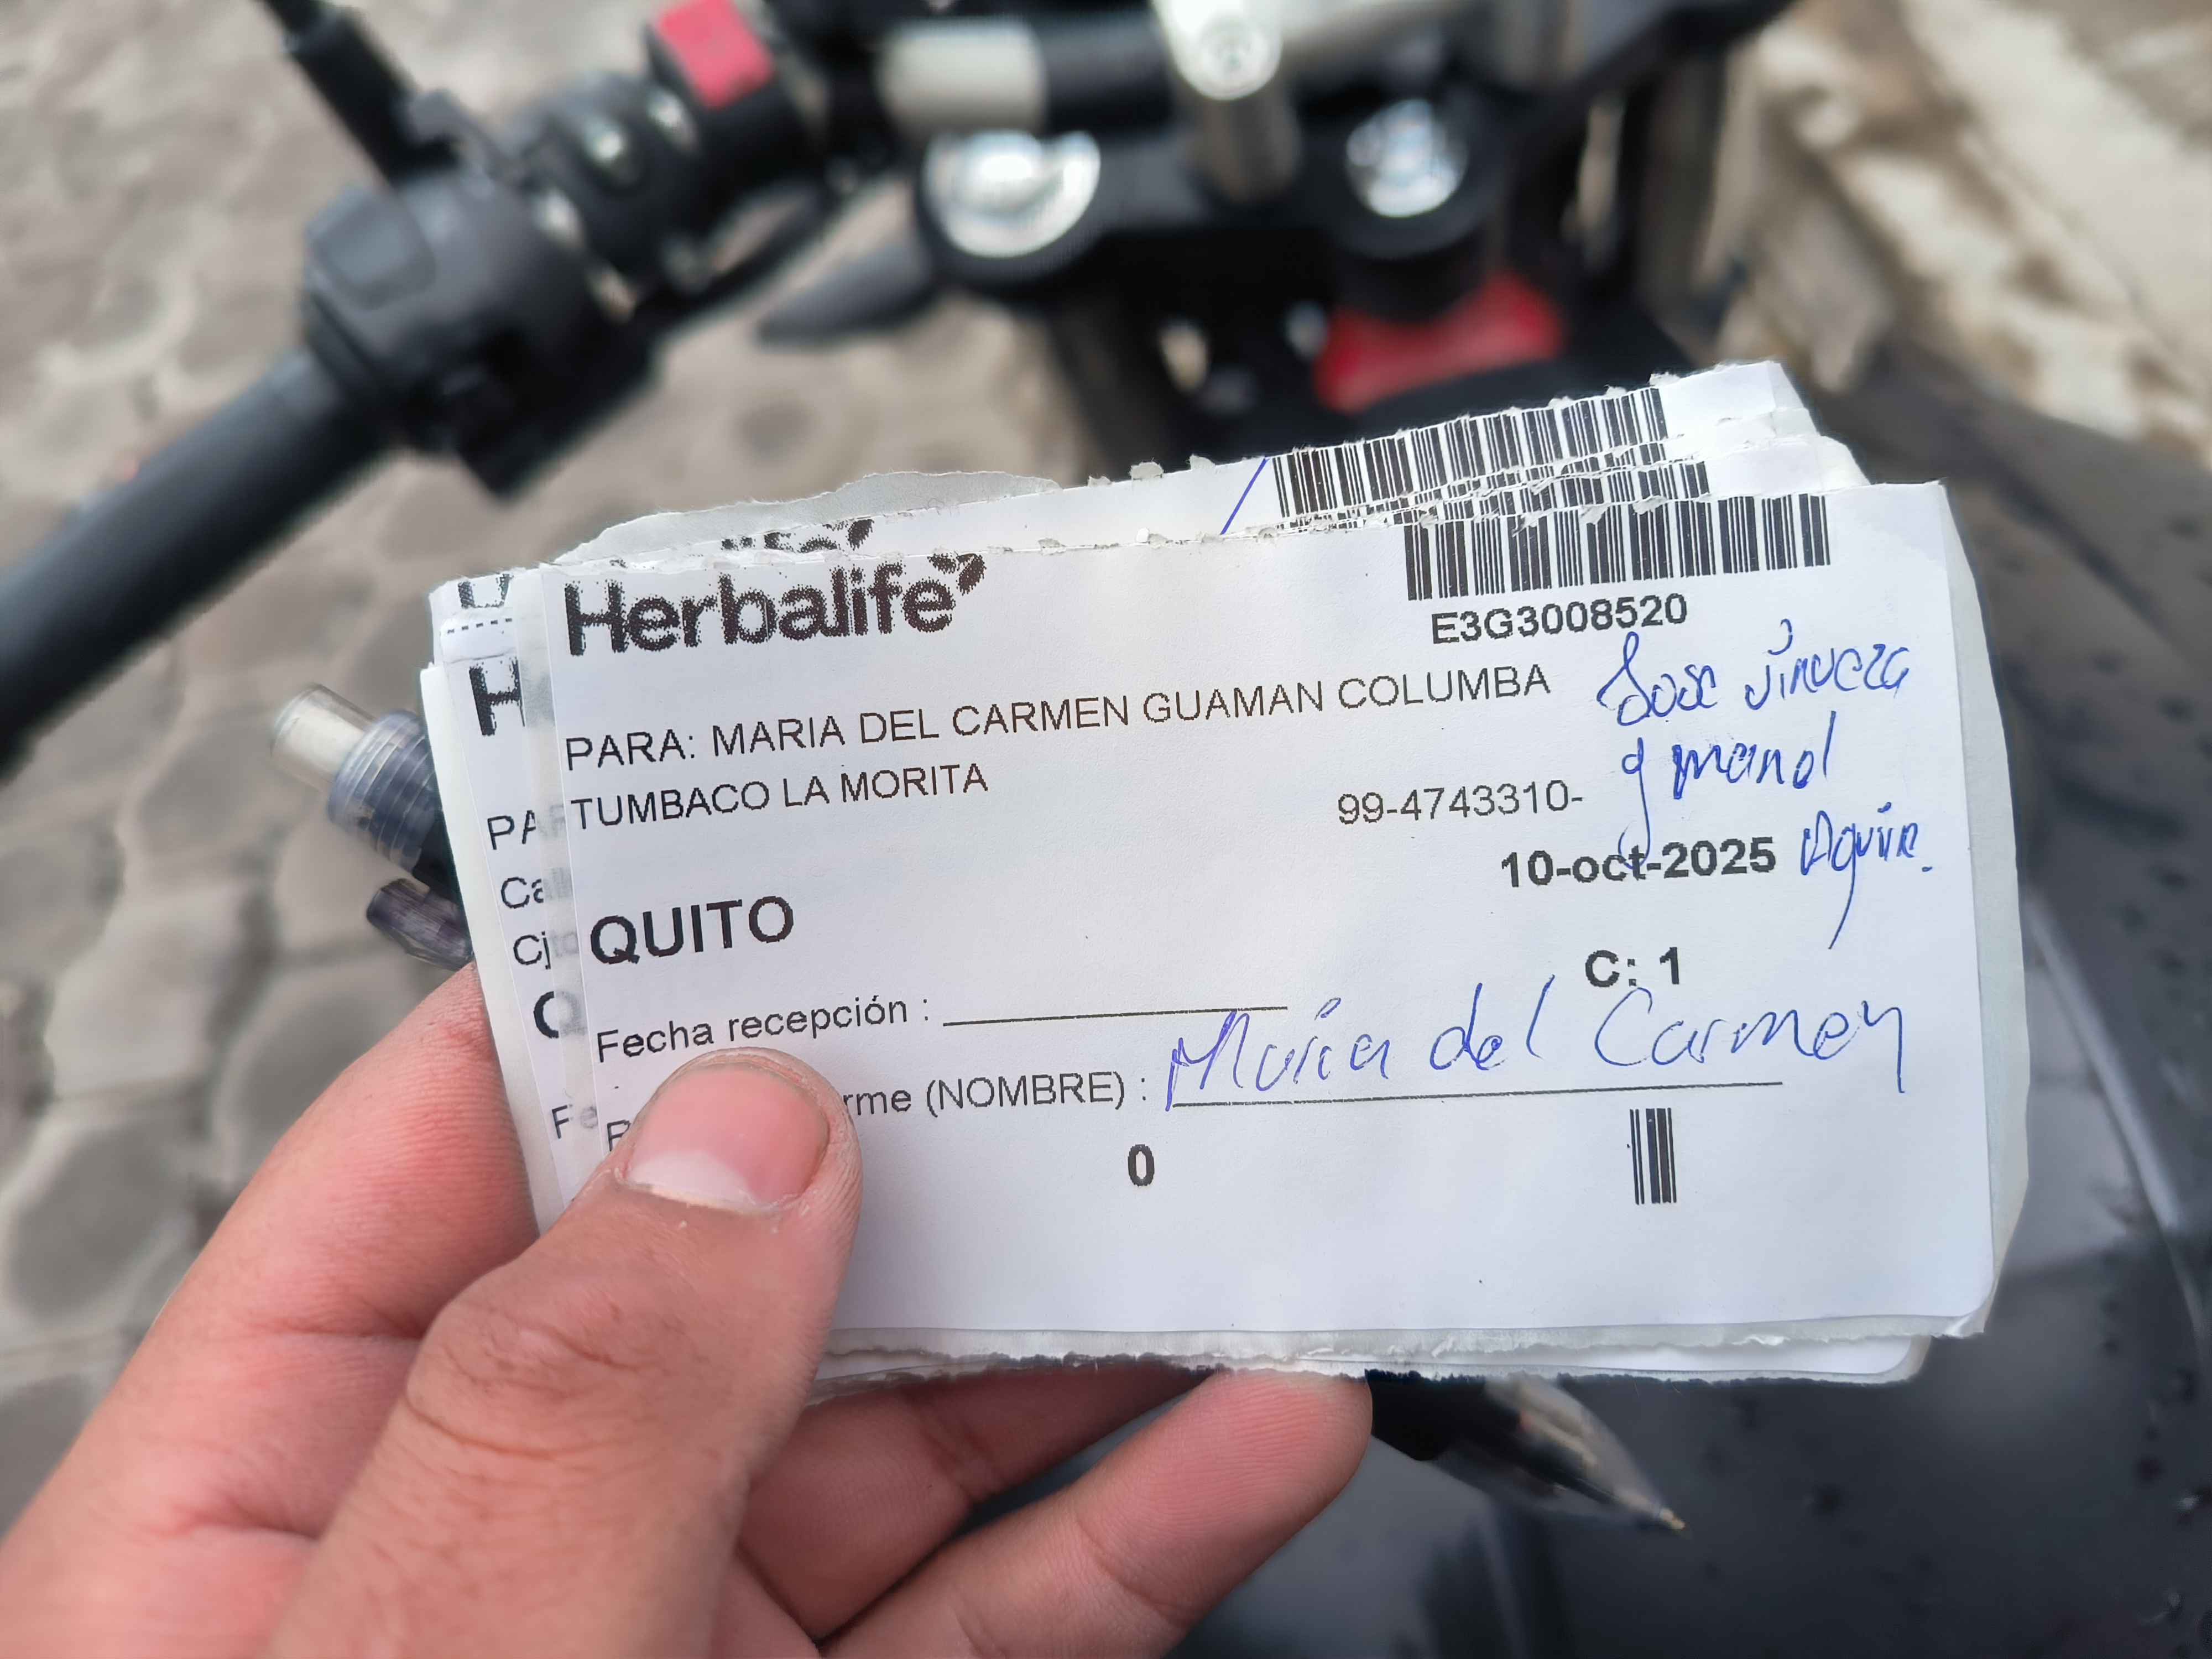 Herbalife
E3G3008520
PARA: MARIA DEL CARMEN GUAMAN COLUMBA
TUMBACO LA MORITA
99-4743310-
Jose
y
10-oct-2025
QUITO
C: 1
Fecha recepción :
rme (NOMBRE) : Maria del Carmen
0